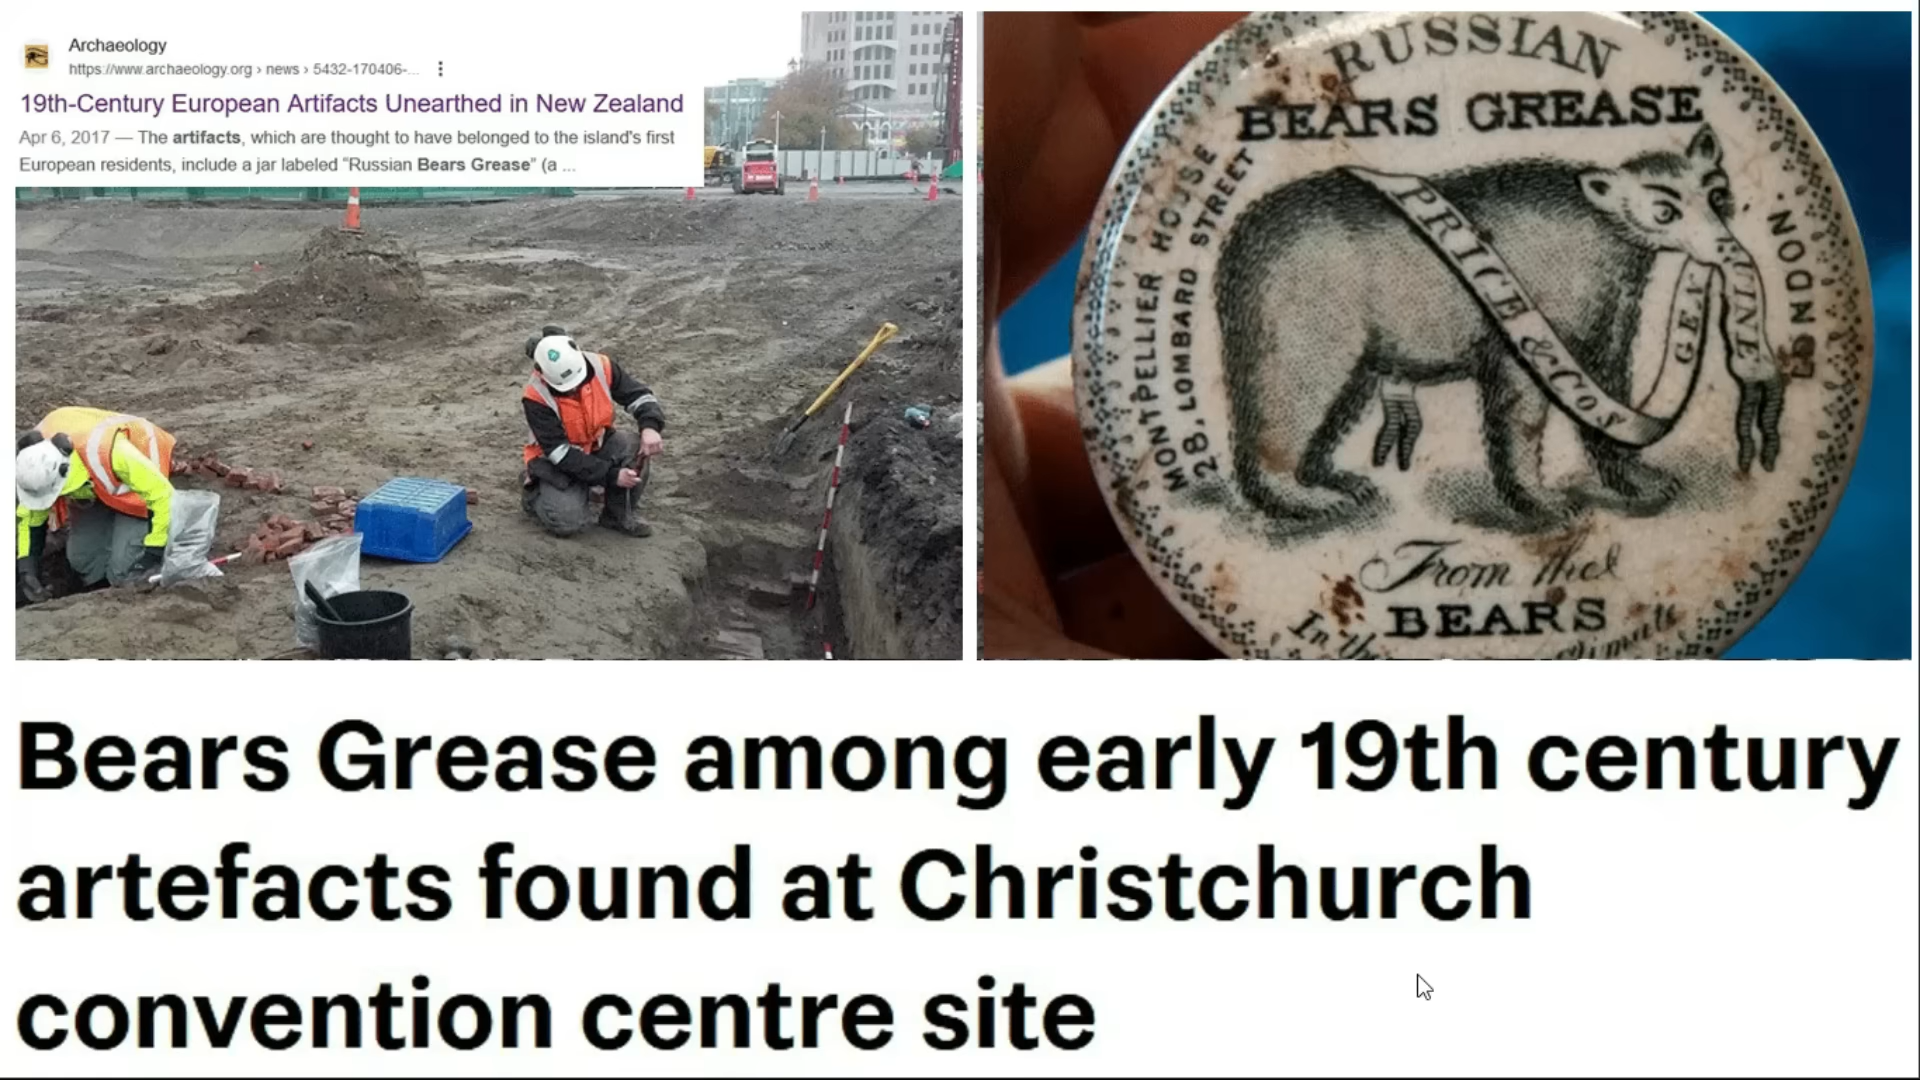 Archaeology
https://www.archaeology.org › news › 5432-170406-...
19th-Century European Artifacts Unearthed in New Zealand
Apr 6, 2017 — The artifacts, which are thought to have belonged to the island's first
European residents, include a jar labeled "Russian Bears Grease" (a ...
RUSSIAN
BEARS GREASE
MONTPELLIER HOUSE
28, LOMBARD STREET
LONDON
PRICE & COS
GENUINE
From the
BEARS
In the
Bears Grease among early 19th century
artefacts found at Christchurch
convention centre site